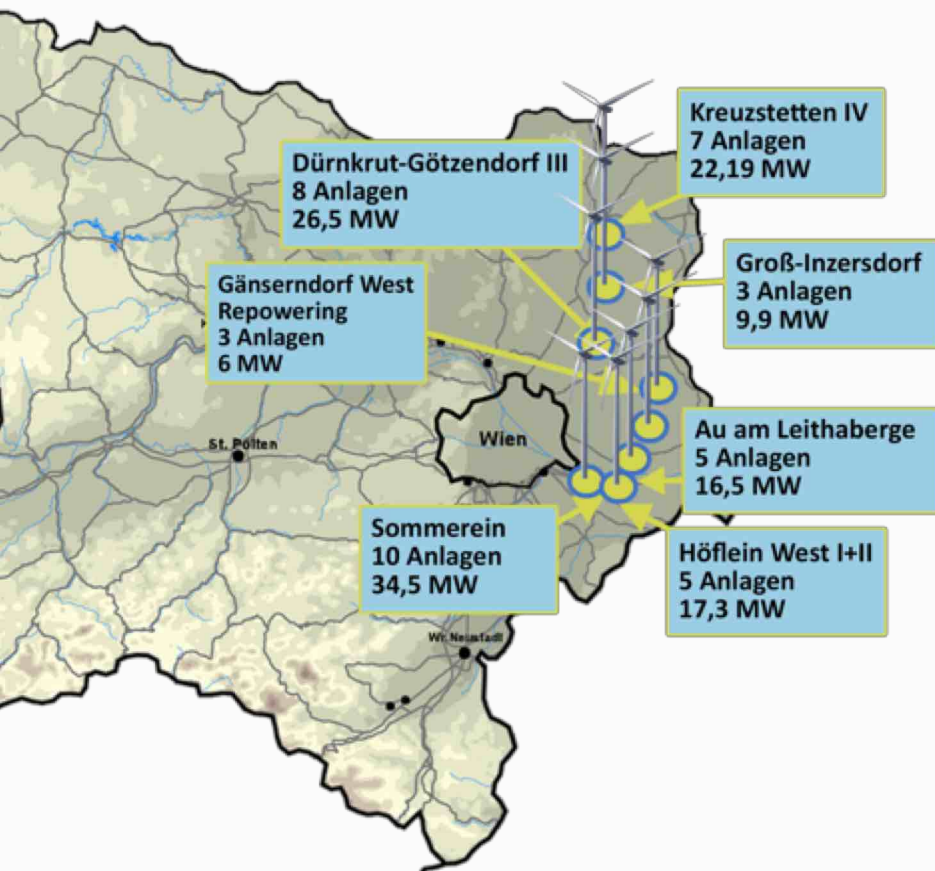 Kreuzstetten IV
7 Anlagen
22,19 MW
Dürnkrut-Götzendorf III
8 Anlagen
26,5 MW
Groß-Inzersdorf
3 Anlagen
9,9 MW
Gänserndorf West
Repowering
3 Anlagen
6 MW
Wien
St. Pölten
Au am Leithaberge
5 Anlagen
16,5 MW
Sommerein
10 Anlagen
34,5 MW
Höflein West I+II
5 Anlagen
17,3 MW
Wr. Neustadt